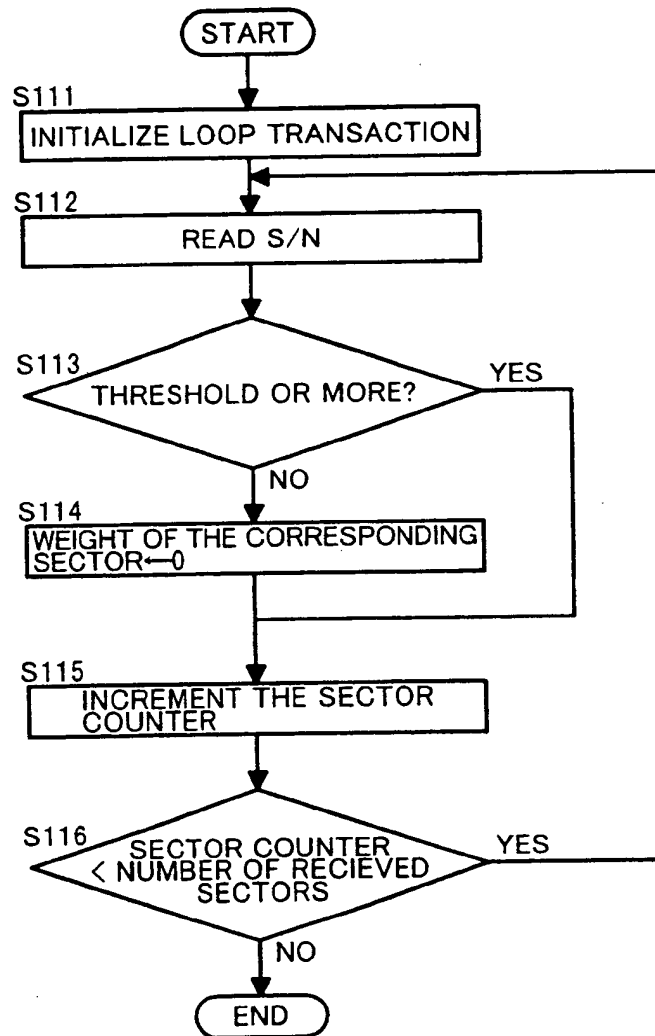 START
S111
INITIALIZE LOOP TRANSACTION
S112
READ S/N
S113
THRESHOLD OR MORE?
YES
NO
S114
WEIGHT OF THE CORRESPONDING
SECTOR←0
S115
INCREMENT THE SECTOR
COUNTER
S116
SECTOR COUNTER
< NUMBER OF RECIEVED
SECTORS
YES
NO
END